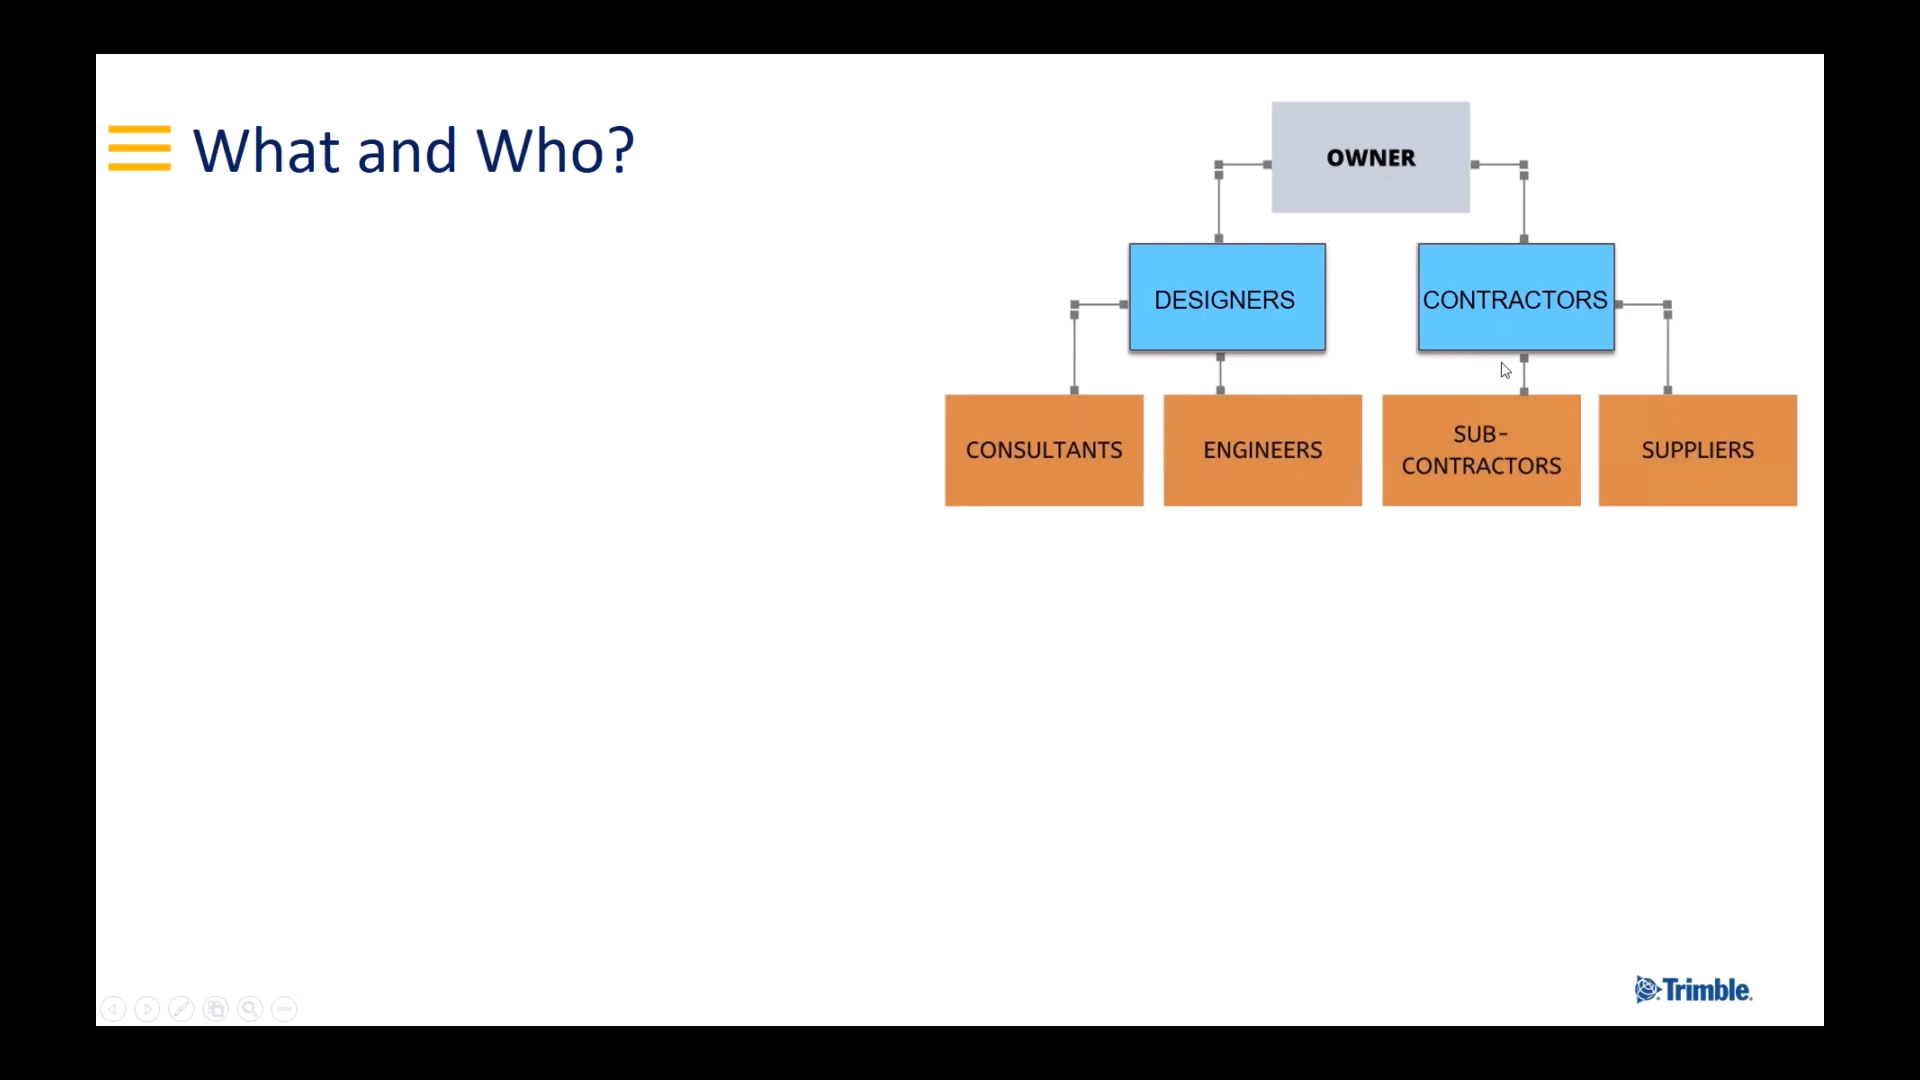 What and Who?
OWNER
DESIGNERS
CONTRACTORS
CONSULTANTS
ENGINEERS
SUB-
CONTRACTORS
SUPPLIERS
Trimble.